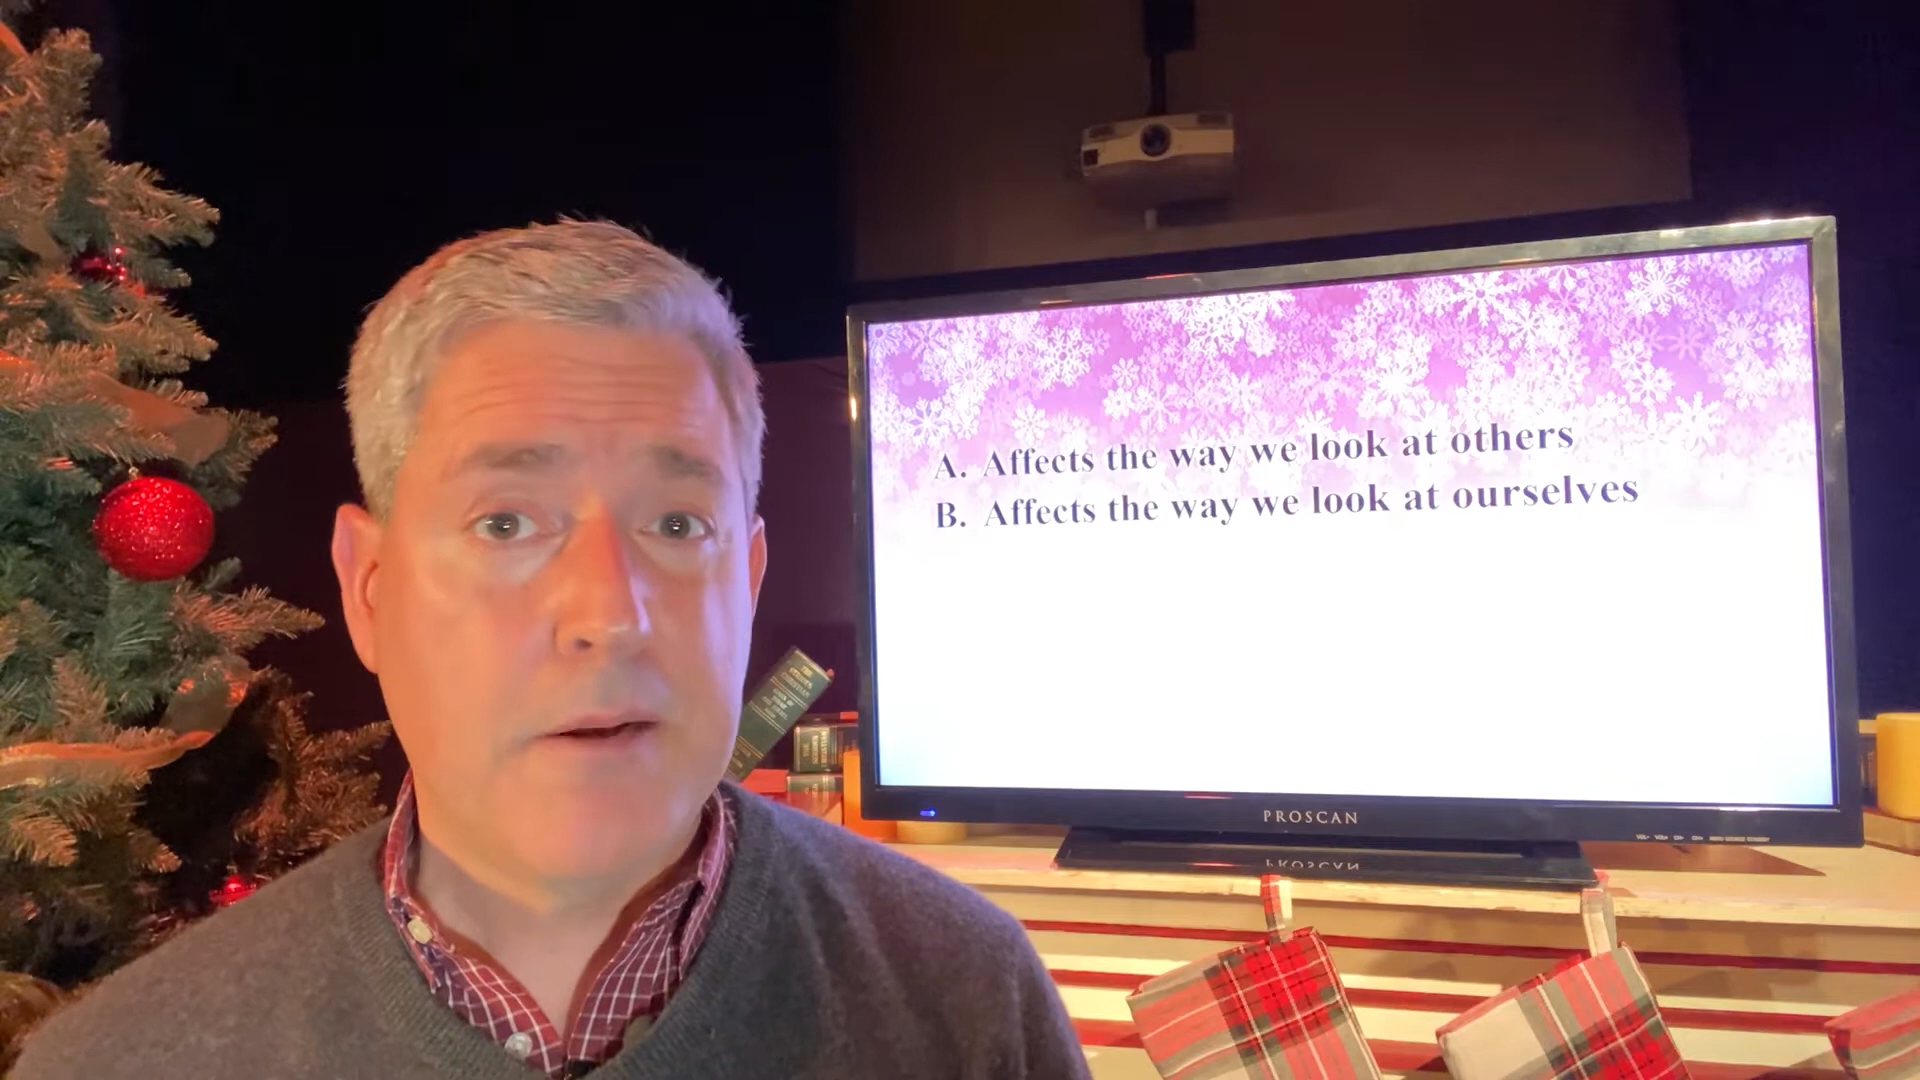 A. Affects the way we look at others
B. Affects the way we look at ourselves
PROSCAN